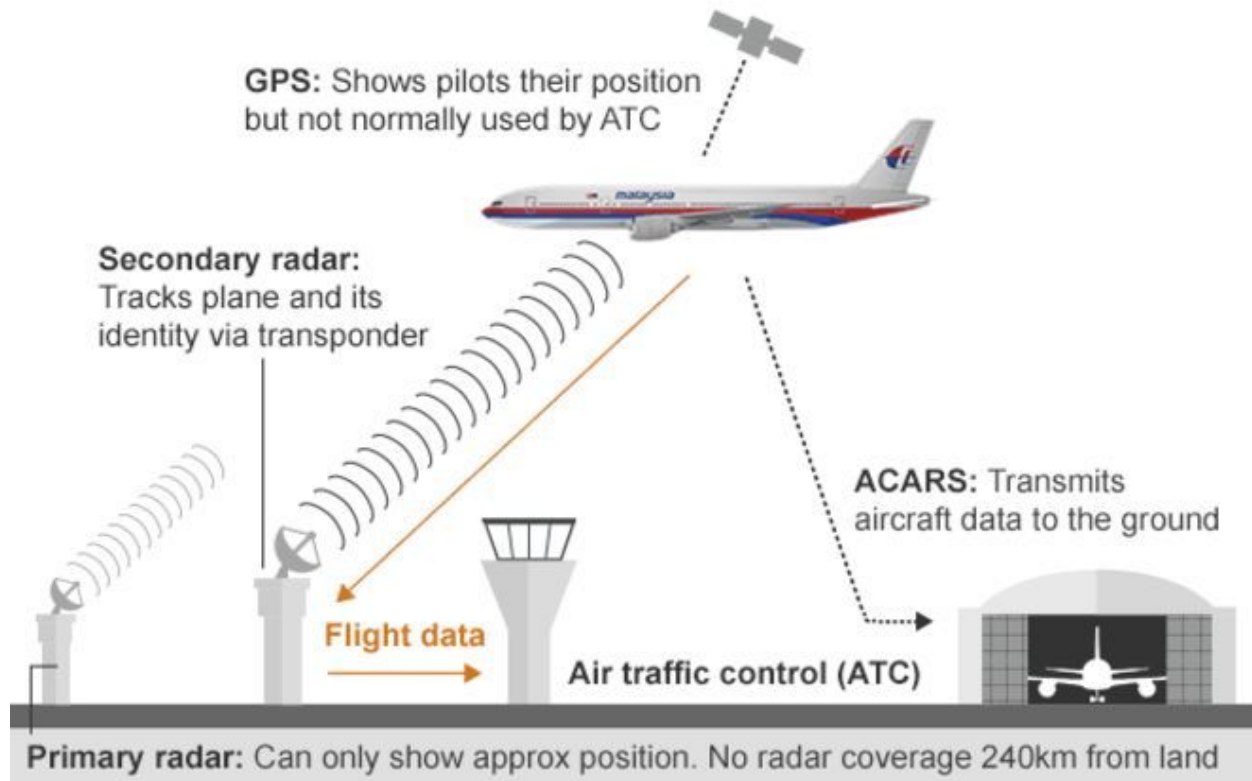 GPS: Shows pilots their position
but not normally used by ATC
malaysia
Secondary radar:
Tracks plane and its
identity via transponder
ACARS: Transmits
aircraft data to the ground
Flight data
Air traffic control (ATC)
Primary radar: Can only show approx position. No radar coverage 240km from land